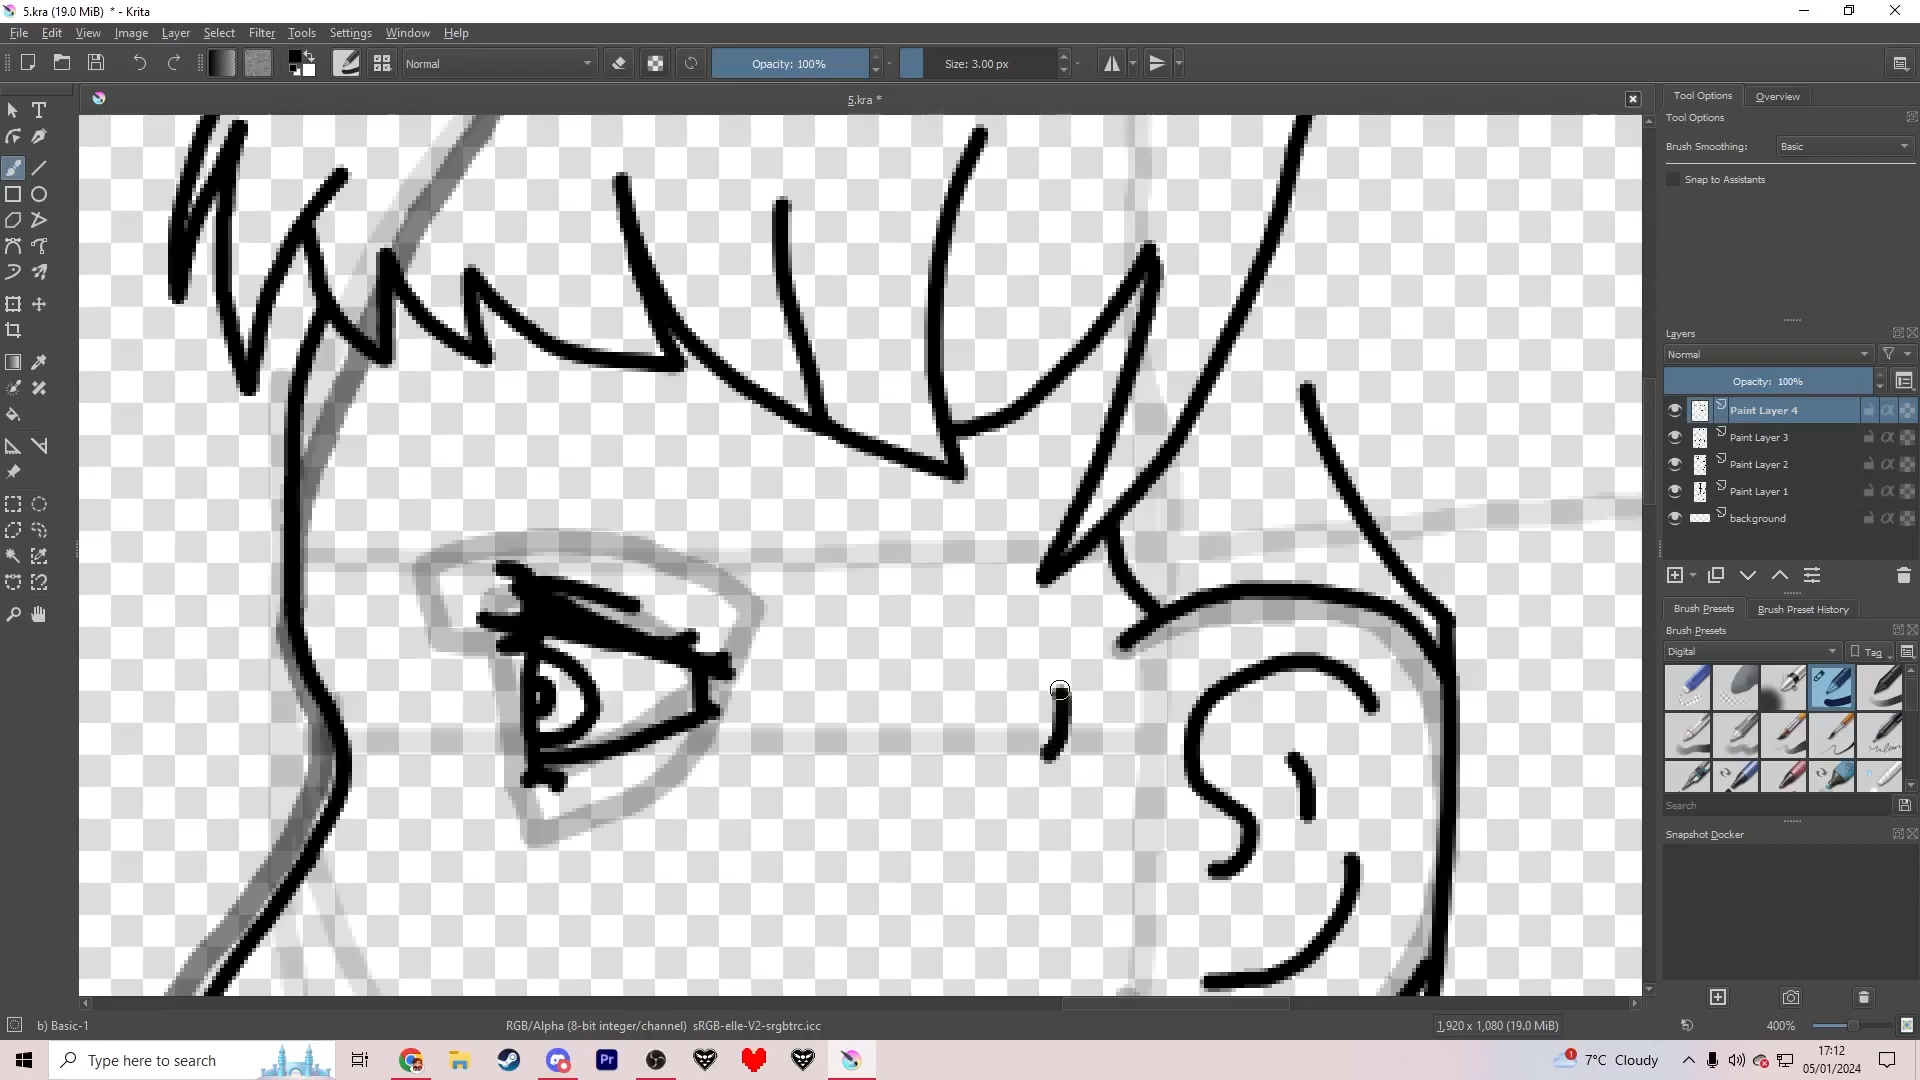 5.kra (19.0 MiB) * - Krita
File Edit View Image Layer Select Filter Tools Settings Window Help
Normal
Opacity: 100%
Size: 3.00 px
5.kra *
Tool Options Overview
Tool Options
Brush Smoothing: Basic
Snap to Assistants
Layers
Normal
Opacity: 100%
Paint Layer 4
Paint Layer 3
Paint Layer 2
Paint Layer 1
background
Brush Presets Brush Preset History
Brush Presets
Digital Tag
Search
Snapshot Docker
b) Basic-1 RGB/Alpha (8-bit integer/channel) sRGB-elle-V2-srgbtrc.icc 1,920 x 1,080 (19.0 MiB) 400%
Type here to search
Pr
1
7°C Cloudy
17:12
05/01/2024